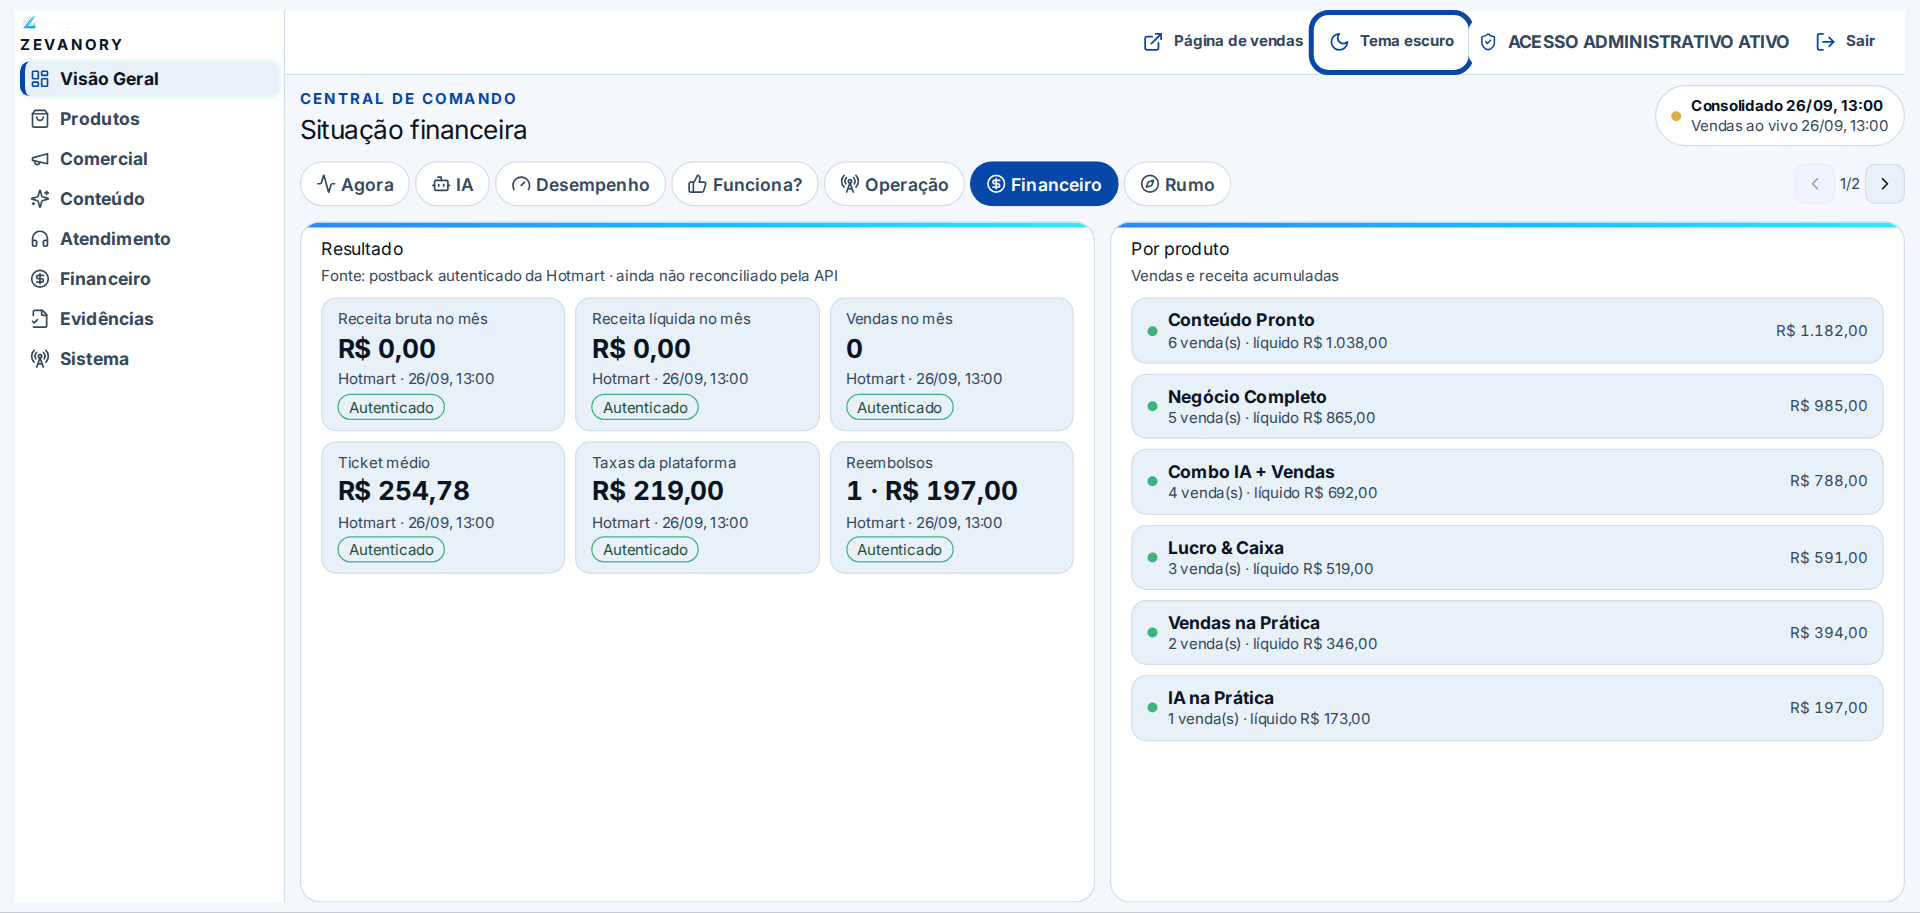 ZEVANORY
Visão Geral
Produtos
Comercial
Conteúdo
Atendimento
Financeiro
Evidências
Sistema
Página de vendas
Tema escuro
ACESSO ADMINISTRATIVO ATIVO
Sair
CENTRAL DE COMANDO
Situação financeira
Consolidado 26/09, 13:00
Vendas ao vivo 26/09, 13:00
Agora
IA
Desempenho
Funciona?
Operação
Financeiro
Rumo
1/2
Resultado
Fonte: postback autenticado da Hotmart · ainda não reconciliado pela API
Receita bruta no mês
R$ 0,00
Hotmart · 26/09, 13:00
Autenticado
Receita líquida no mês
R$ 0,00
Hotmart · 26/09, 13:00
Autenticado
Vendas no mês
0
Hotmart · 26/09, 13:00
Autenticado
Ticket médio
R$ 254,78
Hotmart · 26/09, 13:00
Autenticado
Taxas da plataforma
R$ 219,00
Hotmart · 26/09, 13:00
Autenticado
Reembolsos
1 · R$ 197,00
Hotmart · 26/09, 13:00
Autenticado
Por produto
Vendas e receita acumuladas
Conteúdo Pronto
6 venda(s) · líquido R$ 1.038,00
R$ 1.182,00
Negócio Completo
5 venda(s) · líquido R$ 865,00
R$ 985,00
Combo IA + Vendas
4 venda(s) · líquido R$ 692,00
R$ 788,00
Lucro & Caixa
3 venda(s) · líquido R$ 519,00
R$ 591,00
Vendas na Prática
2 venda(s) · líquido R$ 346,00
R$ 394,00
IA na Prática
1 venda(s) · líquido R$ 173,00
R$ 197,00